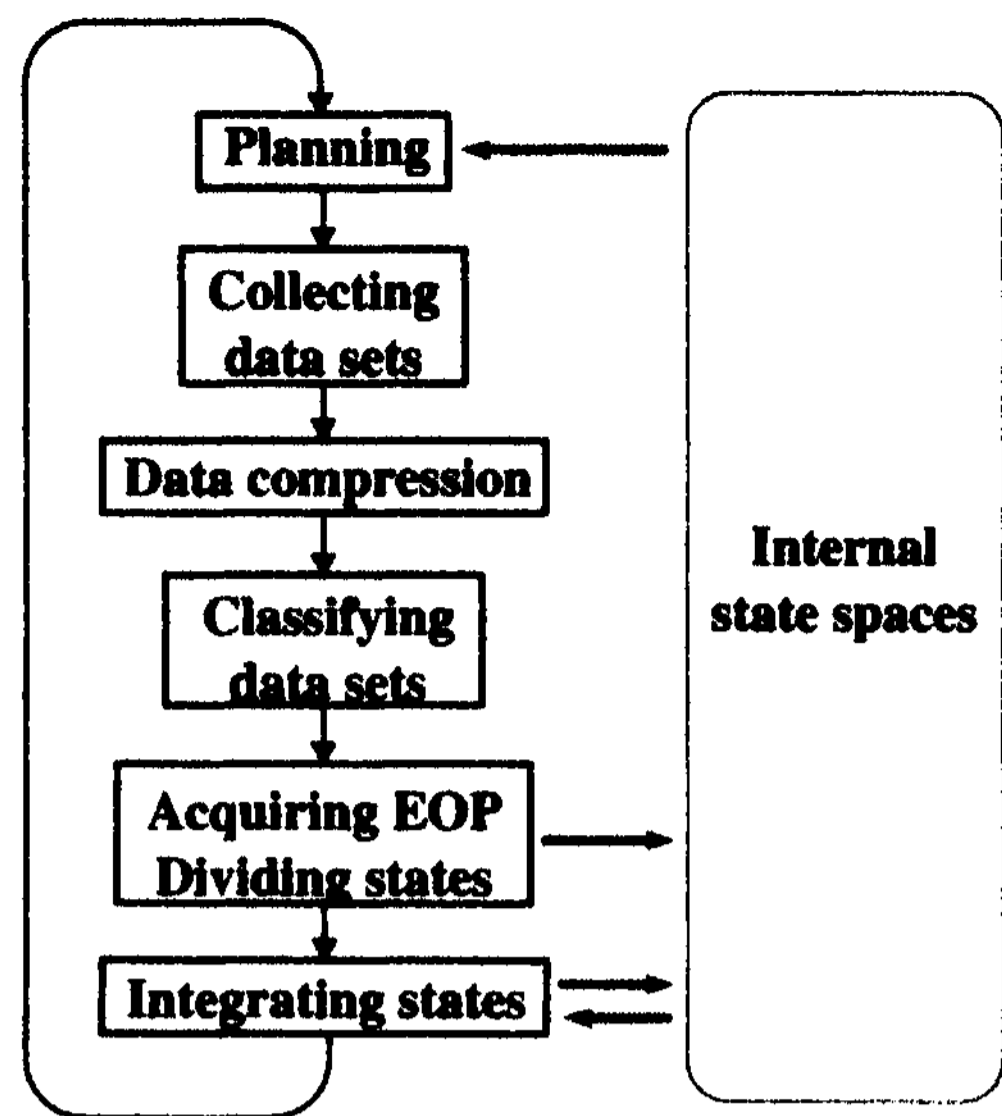 Planning
Collecting
data sets
Data compression
Classifying
data sets
Acquiring EOP
Dividing states
Integrating states
Internal
state spaces